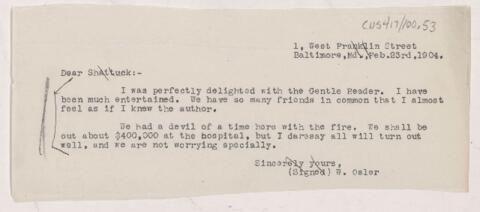 CUS417/100.53
1, West Franklin Street
Baltimore,Md.,Feb.23rd,1904.
Dear Shattuck:-
I was perfectly delighted with the Gentle Reader. I have
been much entertained. We have so many friends in common that I almost
feel as if I knew the author.
We had a devil of a time here with the fire. We shall be
out about $400,000 at the hospital, but I daresay all will turn out
well, and we are not worrying specially.
Sincerely yours,
(Signed) W. Osler